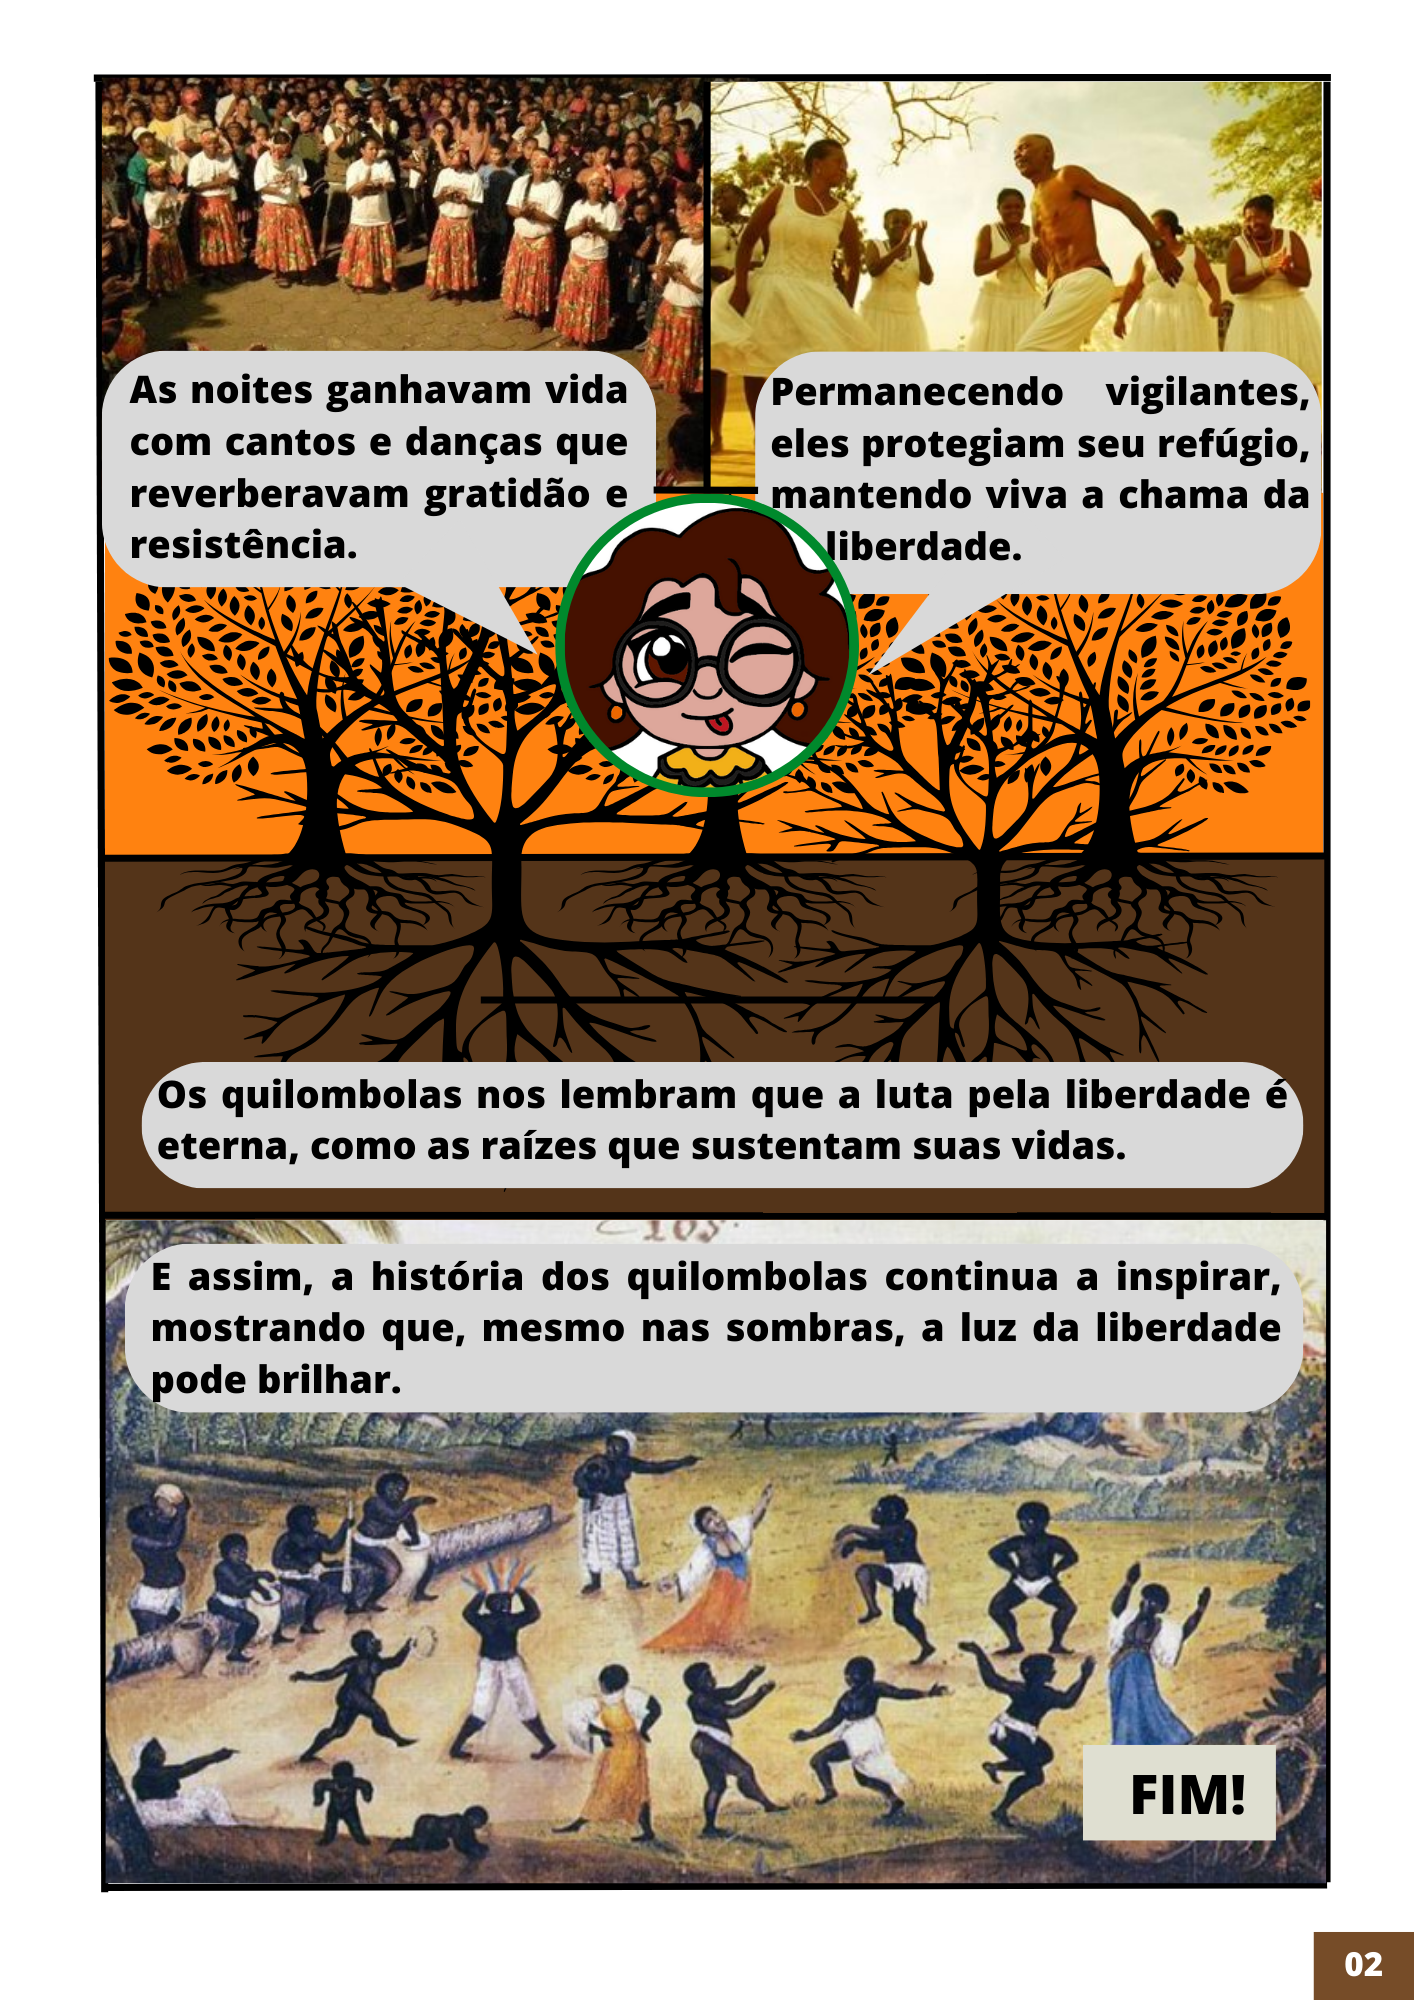 As noites ganhavam vida
com cantos e danças que
reverberavam gratidão e
resistência.
Permanecendo vigilantes,
eles protegiam seu refúgio,
mantendo viva a chama da
liberdade.
Os quilombolas nos lembram que a luta pela liberdade é
eterna, como as raízes que sustentam suas vidas.
E assim, a história dos quilombolas continua a inspirar,
mostrando que, mesmo nas sombras, a luz da liberdade
pode brilhar.
FIM!
02